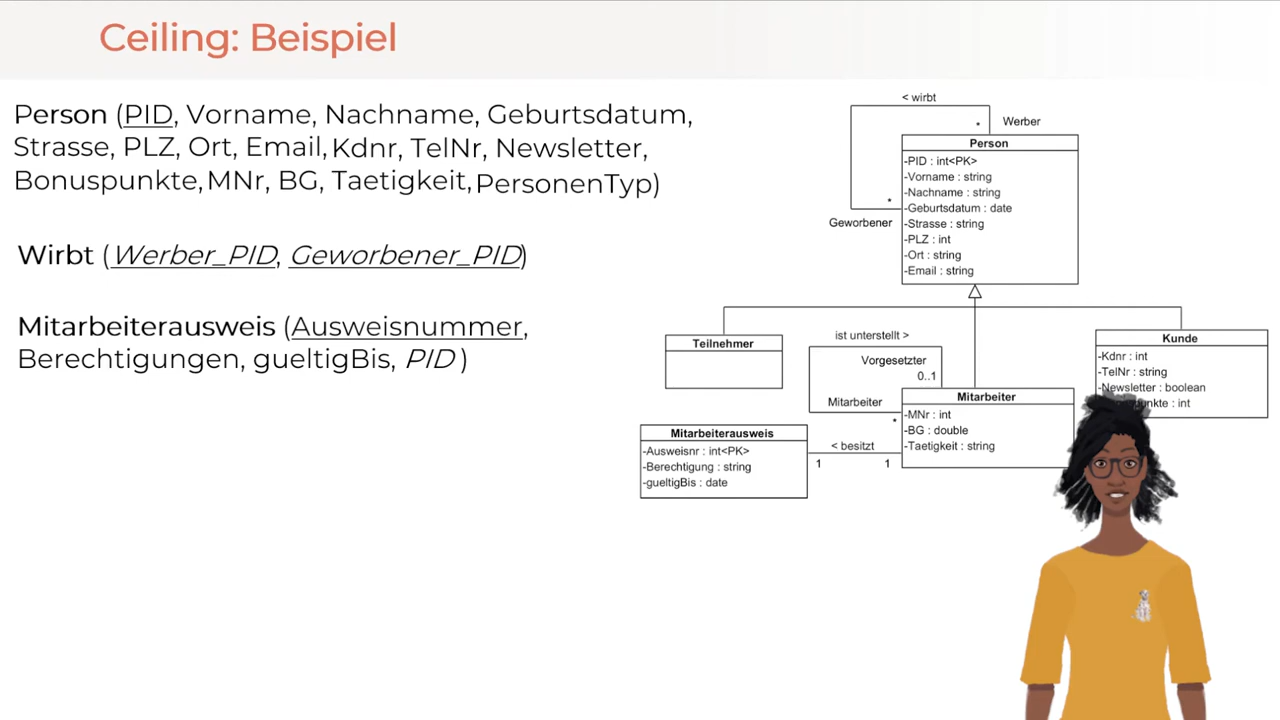 Ceiling: Beispiel
Person (PID, Vorname, Nachname, Geburtsdatum,
Strasse, PLZ, Ort, Email, Kdnr, TelNr, Newsletter,
Bonuspunkte, MNr, BG, Taetigkeit, PersonenTyp)
Wirbt (Werber_PID, Geworbener_PID)
Mitarbeiterausweis (Ausweisnummer,
Berechtigungen, gueltigBis, PID )
< wirbt
*
Werber
Person
-PID : int<PK>
-Vorname : string
-Nachname : string
-Geburtsdatum : date
-Strasse : string
-PLZ : int
-Ort : string
-Email : string
*
Geworbener
Teilnehmer
ist unterstellt >
Vorgesetzter
0..1
Mitarbeiter
*
Kunde
-Kdnr : int
-TelNr : string
-Newsletter : boolean
: int
Mitarbeiter
-MNr : int
-BG : double
-Taetigkeit : string
Mitarbeiterausweis
-Ausweisnr : int<PK>
-Berechtigung : string
-gueltigBis : date
< besitzt
1
1